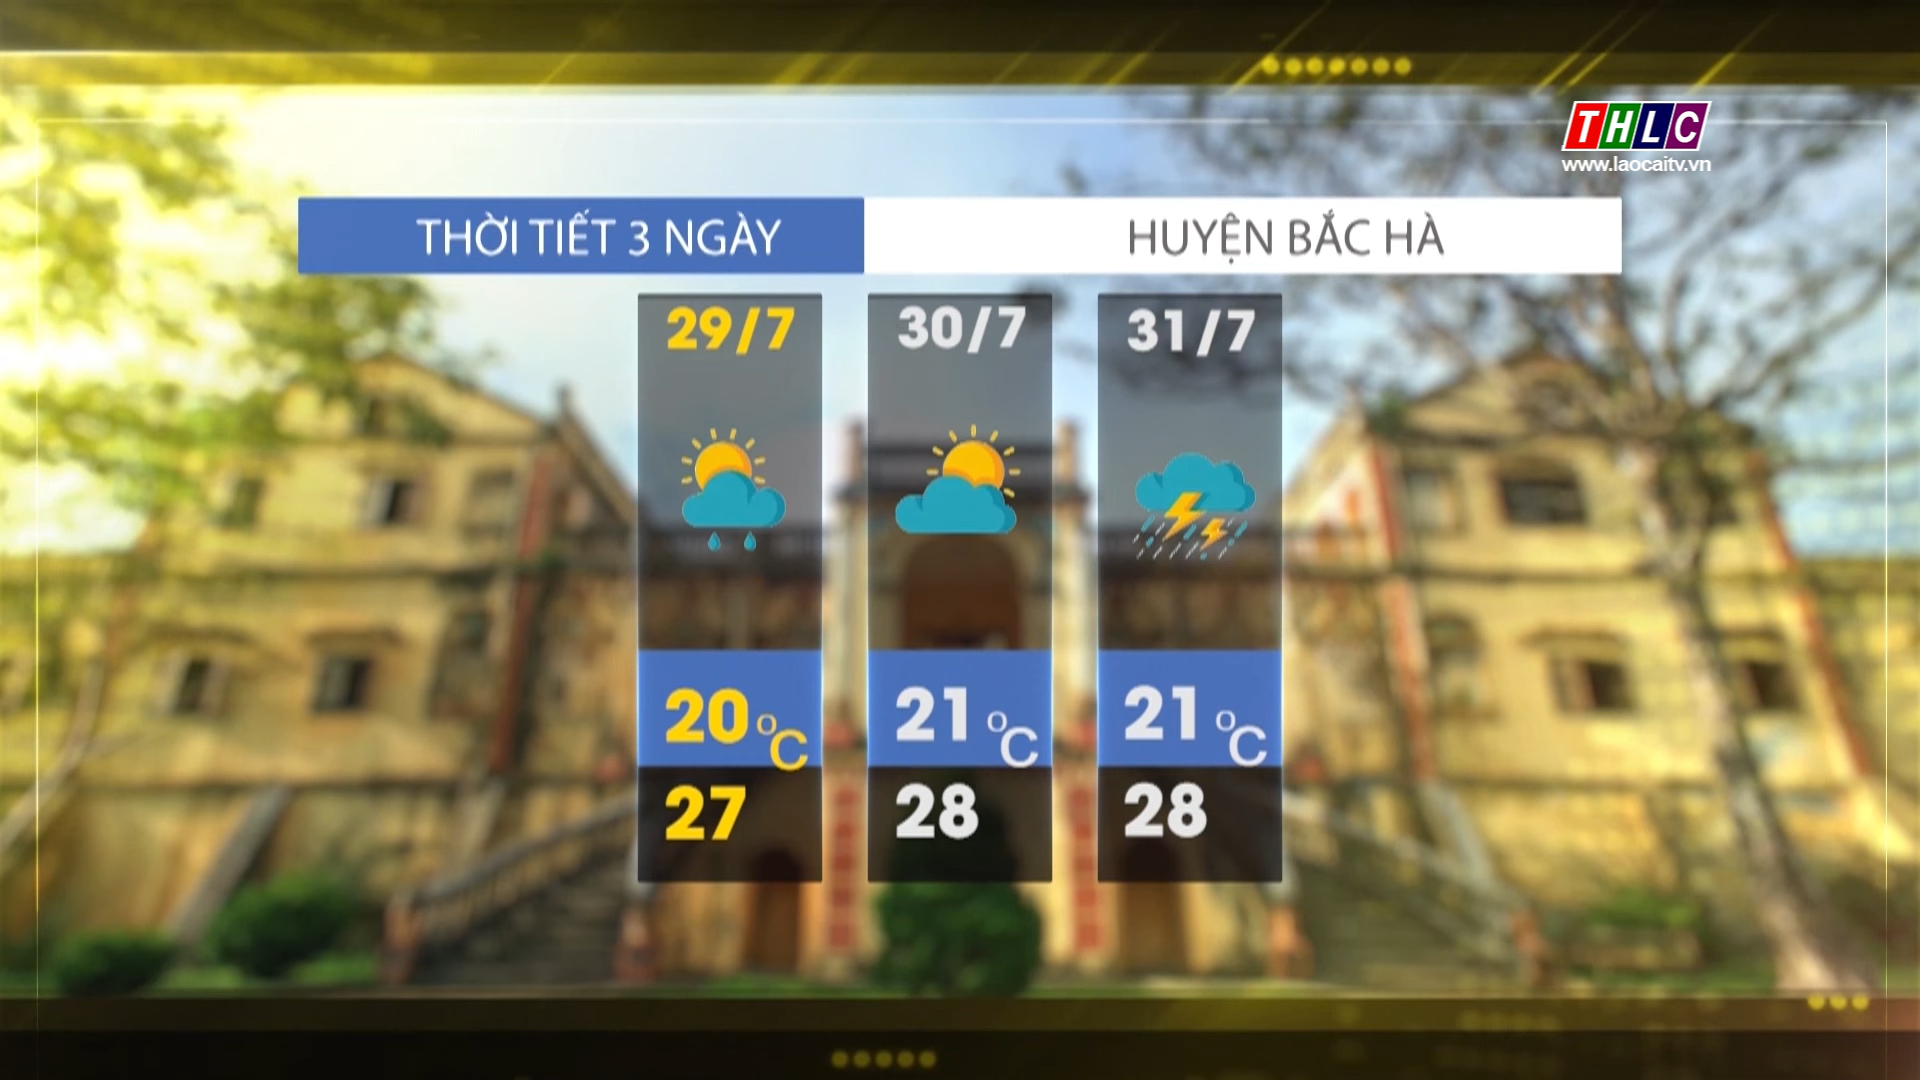 THLC
www.laocaitv.vn
THỜI TIẾT 3 NGÀY
HUYỆN BẮC HÀ
29/7 30/7 31/7
20°C 21°C 21°C
27 28 28